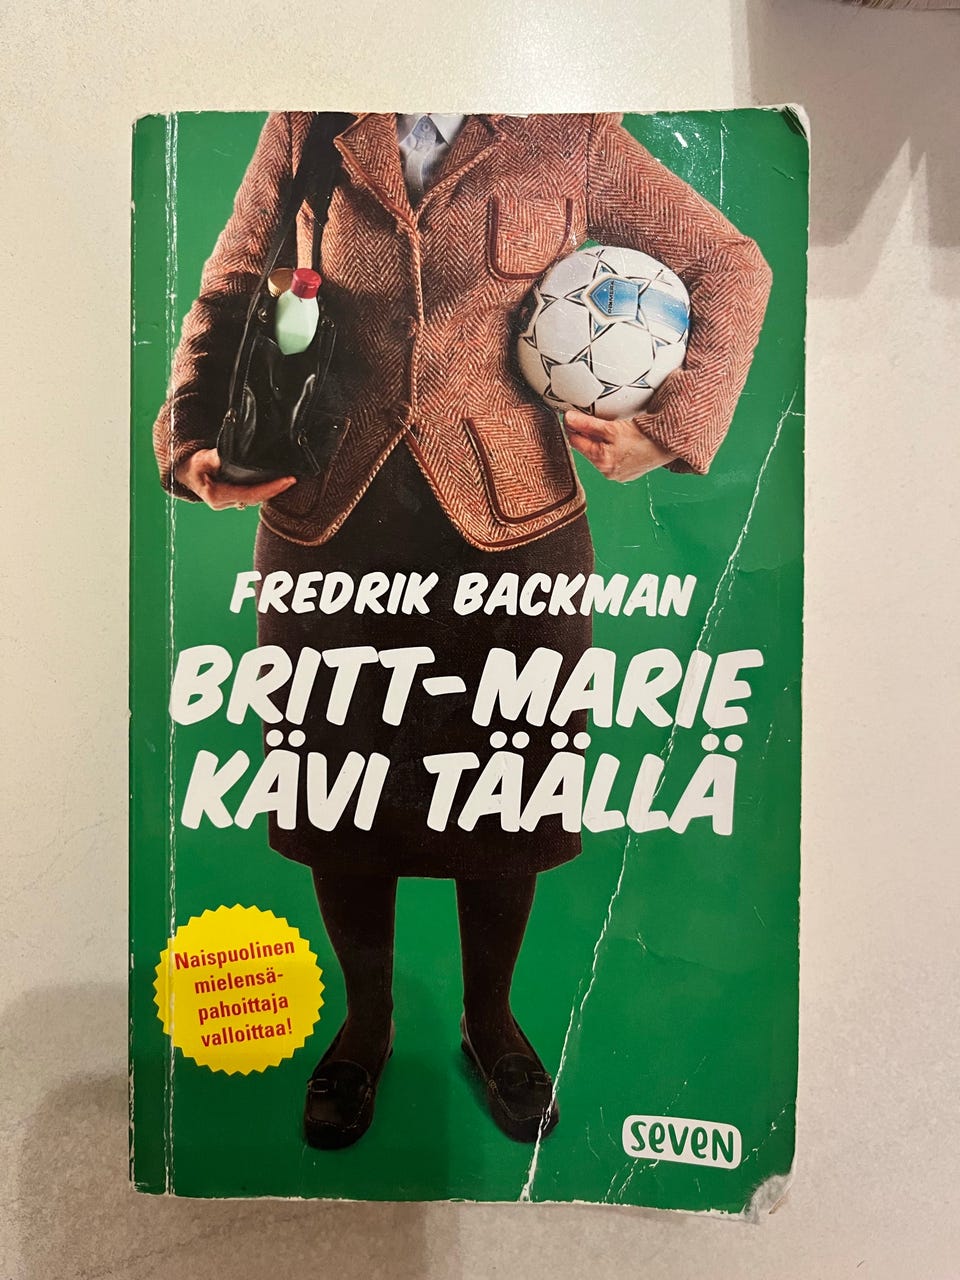 FREDRIK BACKMAN
BRITT-MARIE
KÄVI TÄÄLLÄ
Naispuolinen
mielensä-
pahoittaja
valloittaa!
SEVEN